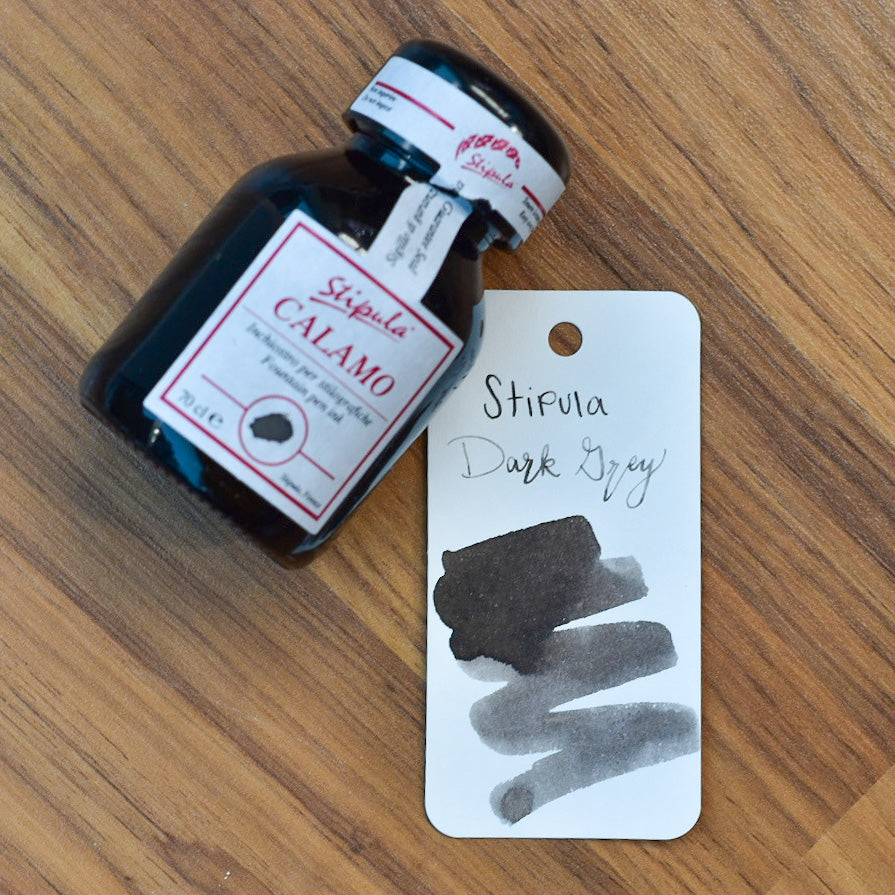 Stipula
Stipula
CALAMO
Inchiostro per stilografiche
Fountain pen ink
70 cl e
Stipula
Dark Grey